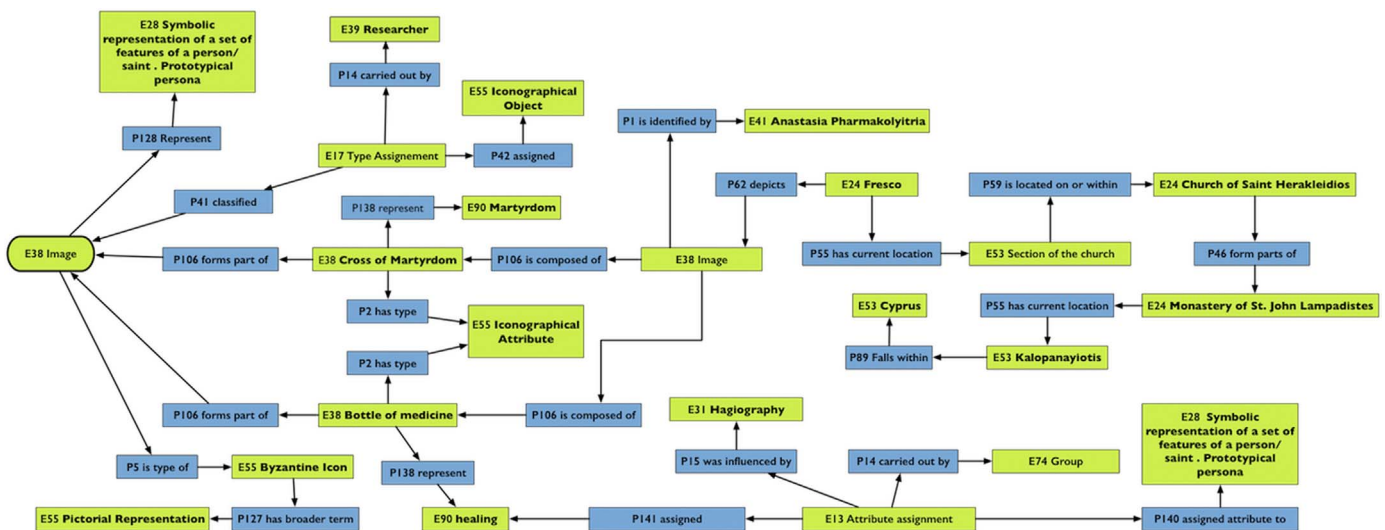 E28 Symbolic
representation of a set of
features of a person/
saint . Prototypical
persona
E39 Researcher
P14 carried out by
E55 Iconographical
Object
P1 is identified by
E41 Anastasia Pharmakolyitria
P128 Represent
E17 Type Assignement
P42 assigned
P62 depicts
E24 Fresco
P59 is located on or within
E24 Church of Saint Herakleidios
P41 classified
P138 represent
E90 Martyrdom
E38 Image
P106 forms part of
E38 Cross of Martyrdom
P106 is composed of
E38 Image
P55 has current location
E53 Section of the church
P46 form parts of
P2 has type
E55 Iconographical
Attribute
E53 Cyprus
P55 has current location
E24 Monastery of St. John Lampadistes
P2 has type
P89 Falls within
E53 Kalopanayiotis
P106 forms part of
E38 Bottle of medicine
P106 is composed of
E31 Hagiography
E28 Symbolic
representation of a set of
features of a person/
saint . Prototypical
persona
P5 is type of
E55 Byzantine Icon
P138 represent
P15 was influenced by
P14 carried out by
E74 Group
E55 Pictorial Representation
P127 has broader term
E90 healing
P141 assigned
E13 Attribute assignment
P140 assigned attribute to